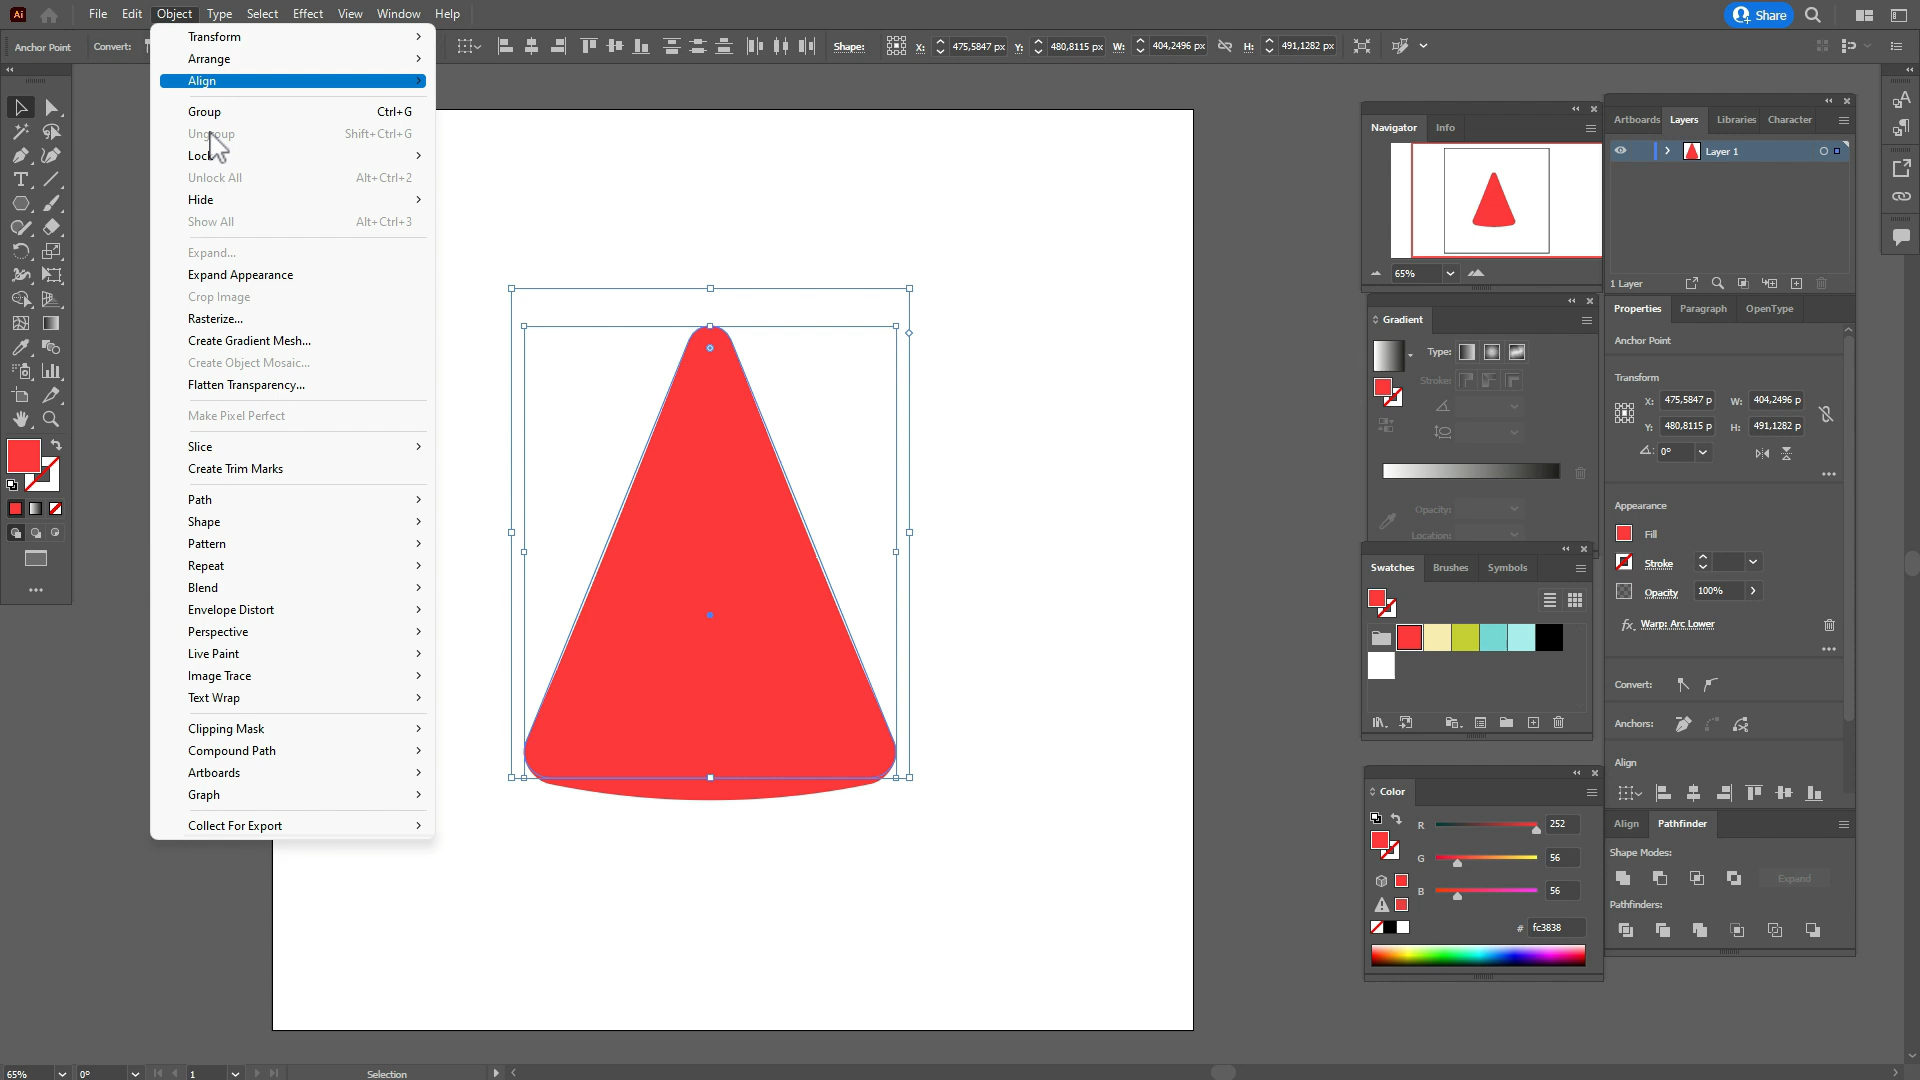 Ai File Edit Object Type Select Effect View Window Help Share
Anchor Point Convert: Shape: X: 475,5847 px Y: 480,8115 px W: 404,2496 px H: 491,1282 px
Transform
Arrange
Align
Group Ctrl+G
Ungroup Shift+Ctrl+G
Lock
Unlock All Alt+Ctrl+2
Hide
Show All Alt+Ctrl+3
Expand...
Expand Appearance
Crop Image
Rasterize...
Create Gradient Mesh...
Create Object Mosaic...
Flatten Transparency...
Make Pixel Perfect
Slice
Create Trim Marks
Path
Shape
Pattern
Repeat
Blend
Envelope Distort
Perspective
Live Paint
Image Trace
Text Wrap
Clipping Mask
Compound Path
Artboards
Graph
Collect For Export
Navigator Info
65%
Gradient
Type:
Stroke:
Opacity:
Location:
Swatches Brushes Symbols
Color
R 252
G 56
B 56
# fc3838
Artboards Layers Libraries Character
Layer 1
1 Layer
Properties Paragraph OpenType
Anchor Point
Transform
X: 475,5847 p W: 404,2496 p
Y: 480,8115 p H: 491,1282 p
0°
Appearance
Fill
Stroke
Opacity 100%
fx. Warp: Arc Lower
Convert:
Anchors:
Align
Align Pathfinder
Shape Modes:
Expand
Pathfinders:
65% 0° 1 Selection